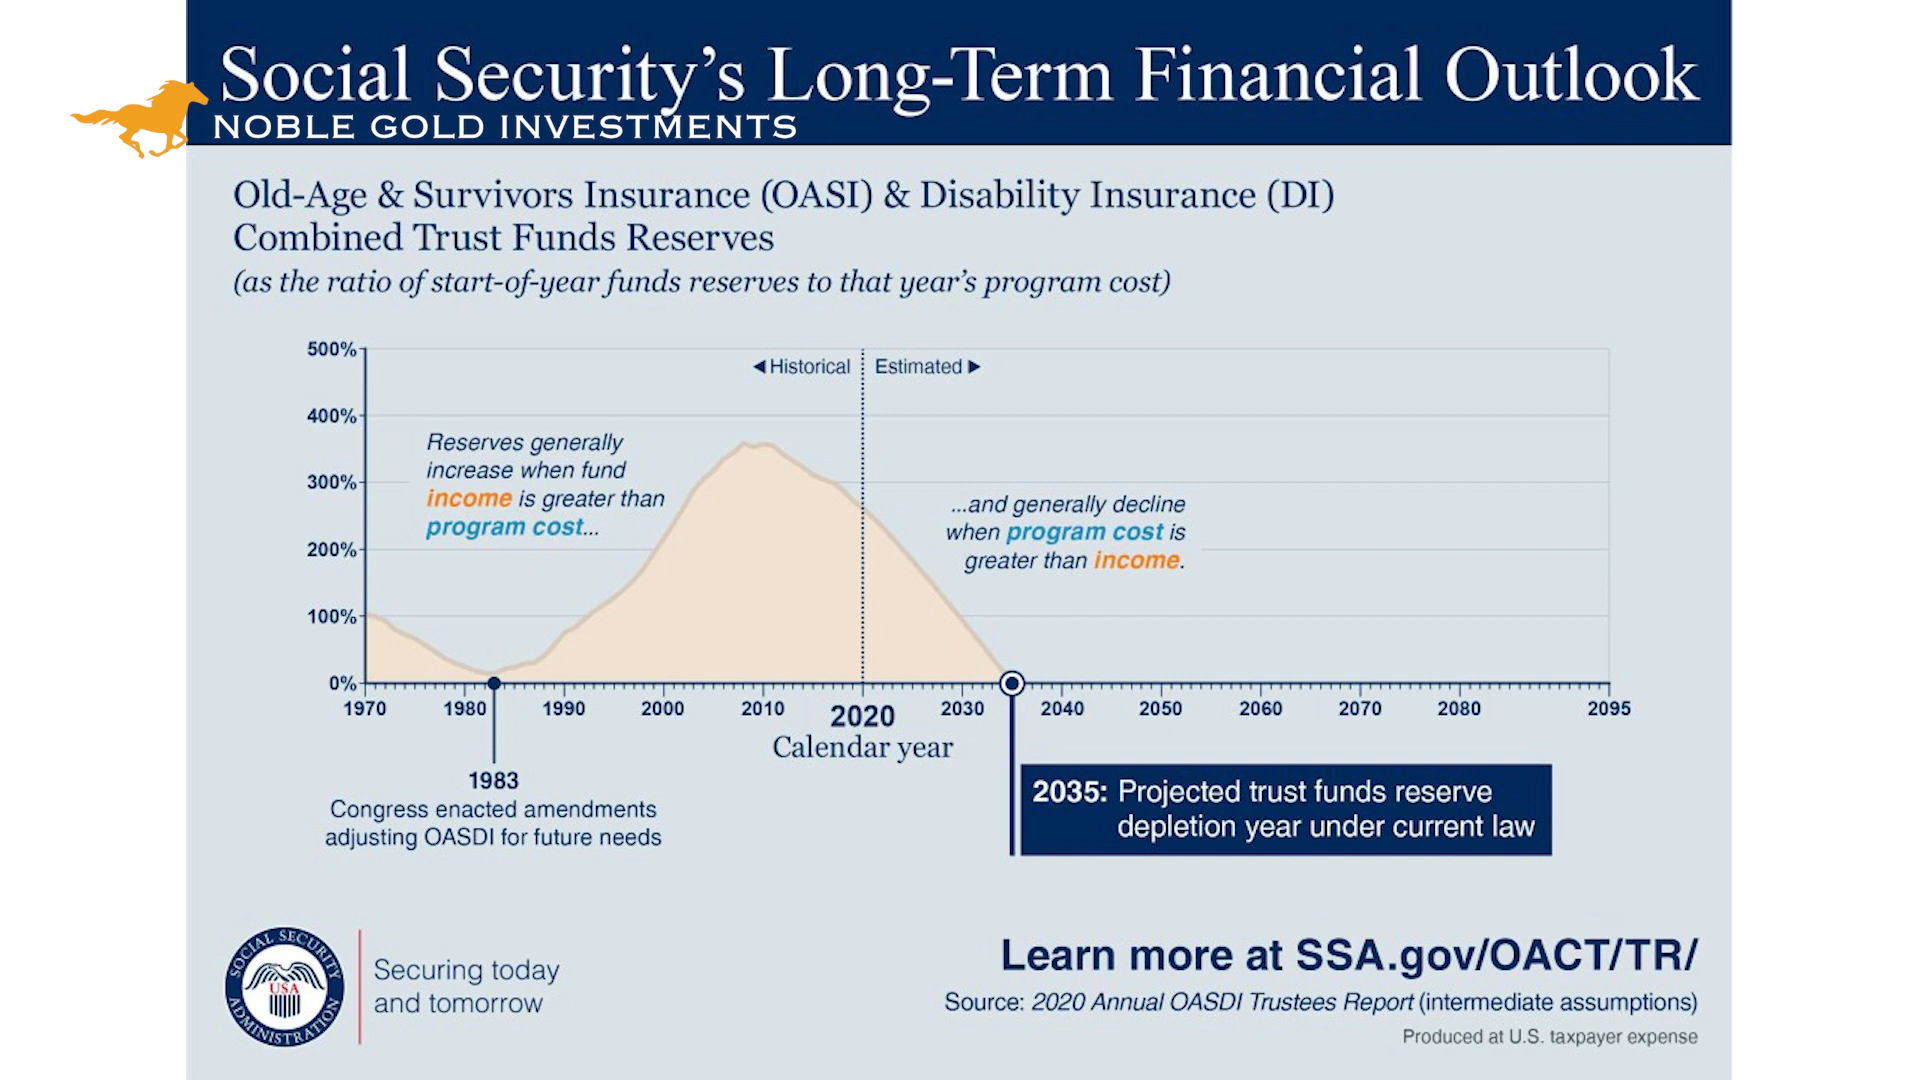 Social Security’s Long-Term Financial Outlook
NOBLE GOLD INVESTMENTS
Old-Age & Survivors Insurance (OASI) & Disability Insurance (DI)
Combined Trust Funds Reserves
(as the ratio of start-of-year funds reserves to that year’s program cost)
500%
400%
300%
200%
100%
0%
◀ Historical
Estimated ▶
Reserves generally
increase when fund
income is greater than
program cost...
...and generally decline
when program cost is
greater than income.
1970 1980 1990 2000 2010 2020 2030 2040 2050 2060 2070 2080 2095
Calendar year
1983
Congress enacted amendments
adjusting OASDI for future needs
2035: Projected trust funds reserve
depletion year under current law
SOCIAL SECURITY
USA
ADMINISTRATION
Securing today
and tomorrow
Learn more at SSA.gov/OACT/TR/
Source: 2020 Annual OASDI Trustees Report (intermediate assumptions)
Produced at U.S. taxpayer expense